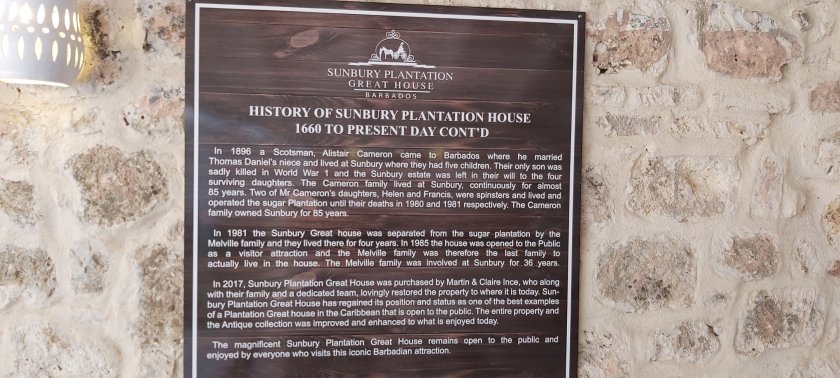 SUNBURY PLANTATION
GREAT HOUSE
BARBADOS
HISTORY OF SUNBURY PLANTATION HOUSE
1660 TO PRESENT DAY CONT'D
In 1896 a Scotsman, Alistair Cameron came to Barbados where he married
Thomas Daniel's niece and lived at Sunbury where they had five children. Their only son was
sadly killed in World War 1 and the Sunbury estate was left in their will to the four
surviving daughters. The Cameron family lived at Sunbury, continuously for almost
85 years. Two of Mr Cameron's daughters, Helen and Francis, were spinsters and lived and
operated the sugar Plantation until their deaths in 1980 and 1981 respectively. The Cameron
family owned Sunbury for 85 years.
In 1981 the Sunbury Great house was separated from the sugar plantation by the
Melville family and they lived there for four years. In 1985 the house was opened to the Public
as a visitor attraction and the Melville family was therefore the last family to
actually live in the house. The Melville family was involved at Sunbury for 36 years.
In 2017, Sunbury Plantation Great House was purchased by Martin & Claire Ince, who along
with their family and a dedicated team, lovingly restored the property to where it is today. Sun-
bury Plantation Great House has regained its position and status as one of the best examples
of a Plantation Great house in the Caribbean that is open to the public. The entire property and
the Antique collection was improved and enhanced to what is enjoyed today.
The magnificent Sunbury Plantation Great House remains open to the public and
enjoyed by everyone who visits this iconic Barbadian attraction.